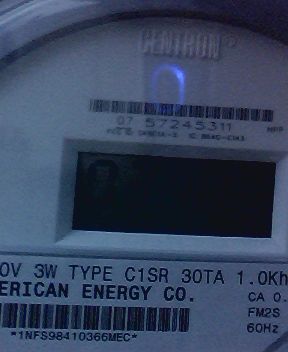 CENTRON®
07 57245311
0V 3W TYPE C1SR 30TA 1.0Kh
ERICAN ENERGY CO.
CA 0.
FM2S
60Hz
*1NFS98410366MEC*